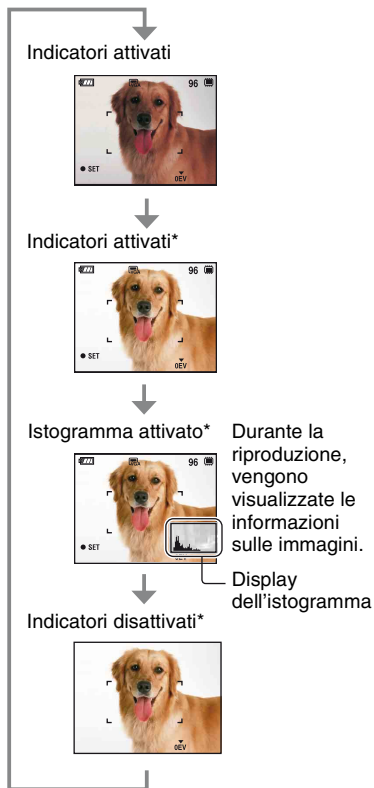 Indicatori attivati
96
● SET
0EV
Indicatori attivati*
96
● SET
0EV
Istogramma attivato*
96
● SET
Durante la
riproduzione,
vengono
visualizzate le
informazioni
sulle immagini.
Display
dell'istogramma
Indicatori disattivati*
0EV